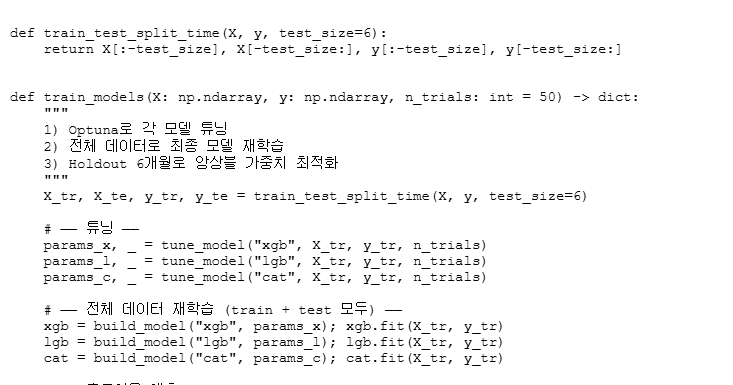 def train_test_split_time(X, y, test_size=6):
    return X[:-test_size], X[-test_size:], y[:-test_size], y[-test_size:]
def train_models(X: np.ndarray, y: np.ndarray, n_trials: int = 50) -> dict:
    """
    1) Optuna로 각 모델 튜닝
    2) 전체 데이터로 최종 모델 재학습
    3) Holdout 6개월로 앙상블 가중치 최적화
    """
    X_tr, X_te, y_tr, y_te = train_test_split_time(X, y, test_size=6)
    # —— 튜닝 ——
    params_x, _ = tune_model("xgb", X_tr, y_tr, n_trials)
    params_l, _ = tune_model("lgb", X_tr, y_tr, n_trials)
    params_c, _ = tune_model("cat", X_tr, y_tr, n_trials)
    # —— 전체 데이터 재학습 (train + test 모두) ——
    xgb = build_model("xgb", params_x); xgb.fit(X_tr, y_tr)
    lgb = build_model("lgb", params_l); lgb.fit(X_tr, y_tr)
    cat = build_model("cat", params_c); cat.fit(X_tr, y_tr)